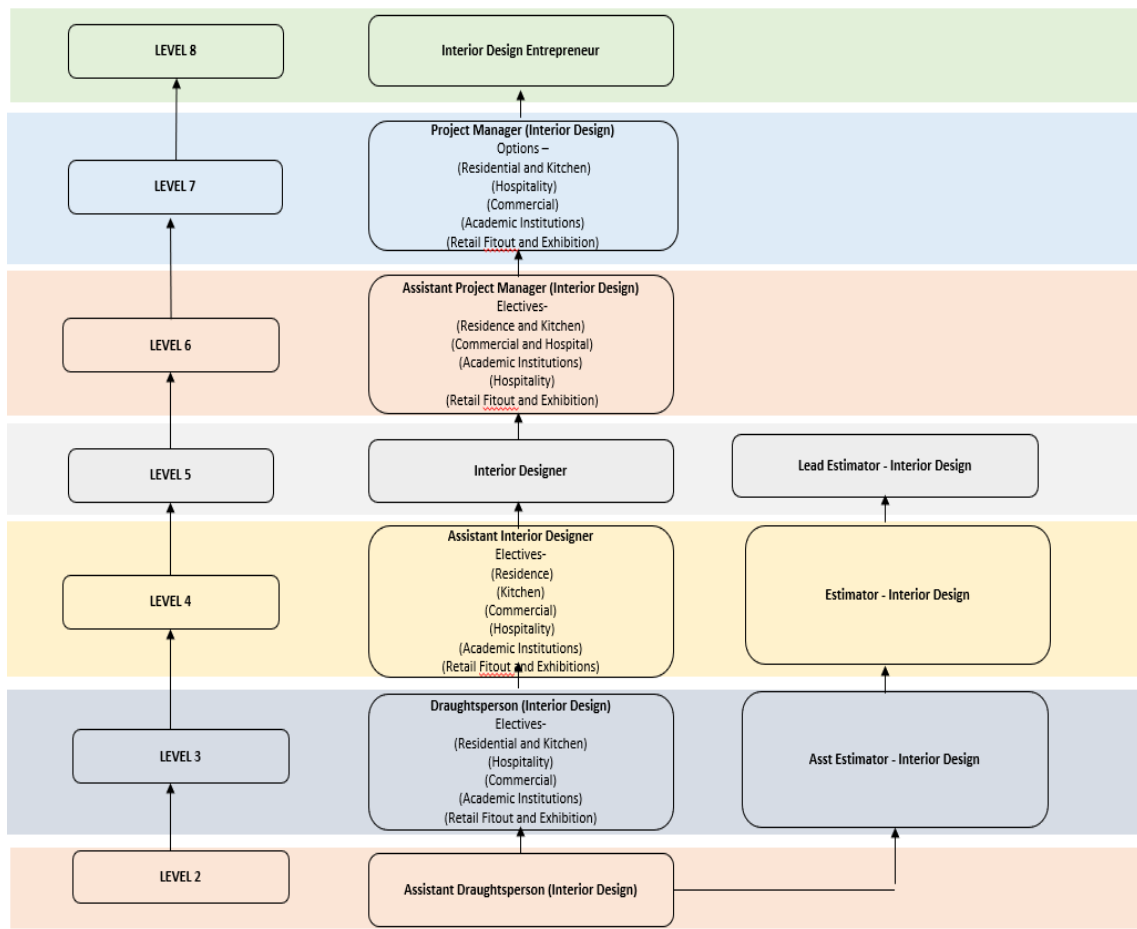 LEVEL 8
Interior Design Entrepreneur
LEVEL 7
Project Manager (Interior Design)
Options –
(Residential and Kitchen)
(Hospitality)
(Commercial)
(Academic Institutions)
(Retail Fitout and Exhibition)
LEVEL 6
Assistant Project Manager (Interior Design)
Electives-
(Residence and Kitchen)
(Commercial and Hospital)
(Academic Institutions)
(Hospitality)
(Retail Fitout and Exhibition)
LEVEL 5
Interior Designer
Lead Estimator - Interior Design
LEVEL 4
Assistant Interior Designer
Electives-
(Residence)
(Kitchen)
(Commercial)
(Hospitality)
(Academic Institutions)
(Retail Fitout and Exhibitions)
Estimator - Interior Design
LEVEL 3
Draughtsperson (Interior Design)
Electives-
(Residential and Kitchen)
(Hospitality)
(Commercial)
(Academic Institutions)
(Retail Fitout and Exhibition)
Asst Estimator - Interior Design
LEVEL 2
Assistant Draughtsperson (Interior Design)